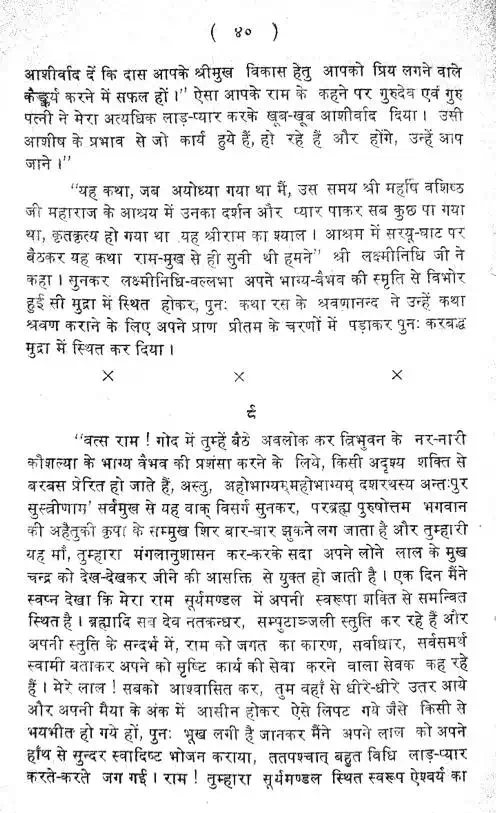 ( ४० )
आशीर्वाद दें कि दास आपके श्रीमुख विकास हेतु आपको प्रिय लगने वाले
कैङ्कर्य करने में सफल हों।" ऐसा आपके राम के कहने पर गुरुदेव एवं गुरु
पत्नी ने मेरा अत्यधिक लाड़-प्यार करके खूब-खूब आशीर्वाद दिया। उसी
आशीष के प्रभाव से जो कार्य हुये हैं, हो रहे हैं और होंगे, उन्हें आप
जाने।"
"यह कथा, जब अयोध्या गया था मैं, उस समय श्री महर्षि वशिष्ठ
जी महाराज के आश्रय में उनका दर्शन और प्यार पाकर सब कुछ पा गया
था, कृतकृत्य हो गया था यह श्रीराम का श्याल। आश्रम में सरयू-घाट पर
बैठकर यह कथा राम-मुख से ही सुनी थी हमने" श्री लक्ष्मीनिधि जी ने
कहा। सुनकर लक्ष्मीनिधि-वल्लभा अपने भाग्य-वैभव की स्मृति से विभोर
हुई सी मुद्रा में स्थित होकर, पुनः कथा रस के श्रवणानन्द ने उन्हें कथा
श्रवण कराने के लिए अपने प्राण प्रीतम के चरणों में पड़ाकर पुनः करबद्ध
मुद्रा में स्थित कर दिया।
× × ×
९
"वत्स राम ! गोद में तुम्हें बैठे अवलोक कर त्रिभुवन के नर-नारी
कौशल्या के भाग्य वैभव की प्रशंसा करने के लिये, किसी अदृश्य शक्ति से
बरबस प्रेरित हो जाते हैं, अस्तु, अहोभाग्यम्महोभाग्यम् दशरथस्य अन्तःपुर
सुस्त्रीणाम' सर्वमुख से यह वाक् विसर्ग सुनकर, परब्रह्म पुरुषोत्तम भगवान
की अहैतुकी कृपा के सम्मुख शिर बार-बार झुकने लग जाता है और तुम्हारी
यह माँ, तुम्हारा मंगलानुशासन कर-करके सदा अपने लोने लाल के मुख
चन्द्र को देख-देखकर जीने की आसक्ति से युक्त हो जाती है। एक दिन मैंने
स्वप्न देखा कि मेरा राम सूर्यमण्डल में अपनी स्वरूपा शक्ति से समन्वित
स्थित है। ब्रह्मादि सब देव नतकन्धर, सम्पुटाञ्जली स्तुति कर रहे हैं और
अपनी स्तुति के सन्दर्भ में, राम को जगत का कारण, सर्वाधार, सर्वसमर्थ
स्वामी बताकर अपने को सृष्टि कार्य की सेवा करने वाला सेवक कह रहे
हैं। मेरे लाल ! सबको आश्वासित कर, तुम वहाँ से धीरे-धीरे उतर आये
और अपनी मैया के अंक में आसीन होकर ऐसे लिपट गये जैसे किसी से
भयभीत हो गये हों, पुनः भूख लगी है जानकर मैंने अपने लाल को अपने
हाँथ से सुन्दर स्वादिष्ट भोजन कराया, ततपश्चात् बहुत विधि लाड़-प्यार
करते-करते जग गई। राम ! तुम्हारा सूर्यमण्डल स्थित स्वरूप ऐश्वर्य का